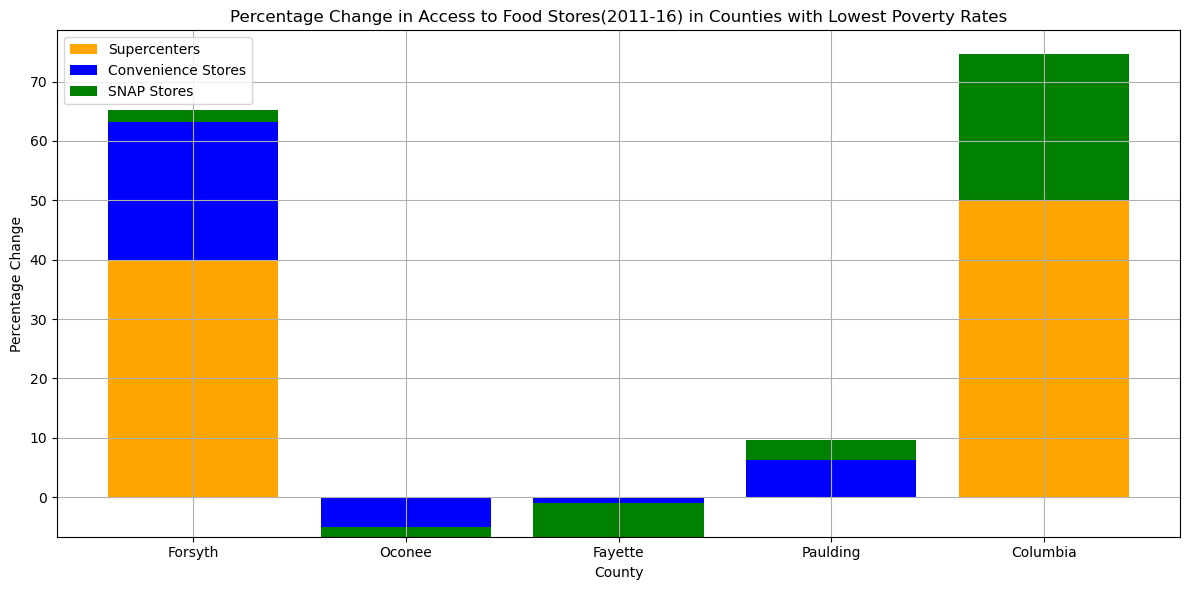 Percentage Change in Access to Food Stores(2011-16) in Counties with Lowest Poverty Rates
Supercenters
Convenience Stores
SNAP Stores
Percentage Change
70
60
50
40
30
20
10
0
Forsyth
Oconee
Fayette
Paulding
Columbia
County